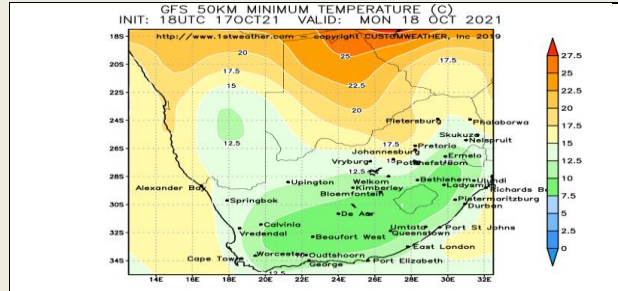 GFS 50KM MINIMUM TEMPERATURE (C)
INIT: 18UTC 17OCT21 VALID: MON 18 OCT 2021
http://www.1stweather.com - copyright CUSTOMWEATHER, Inc 2019
18S
20S
22S
24S
26S
28S
30S
32S
34S
20
25
17.5
17.5
15
22.5
20
12.5
Pietersburg
Phalaborwa
Skukuza
Nelspruit
17.5
Pretoria
Johannesburg
Ermelo
Vryburg
15
Potchefstroom
12.5
Welkom
Bethlehem
Ulundi
Alexander Bay
Upington
Kimberley
Ladysmith
Bloemfontein
Richards B
Springbok
Pietermaritzburg
De Aar
Durban
Calvinia
Umtata
Port St Johns
Vredendal
Beaufort West
Queenstown
East London
Cape Town
Worcester
Oudtshoorn
George
Port Elizabeth
12.5
14E
16E
18E
20E
22E
24E
26E
28E
30E
32E
27.5
25
22.5
20
17.5
15
12.5
10
7.5
5
2.5
0